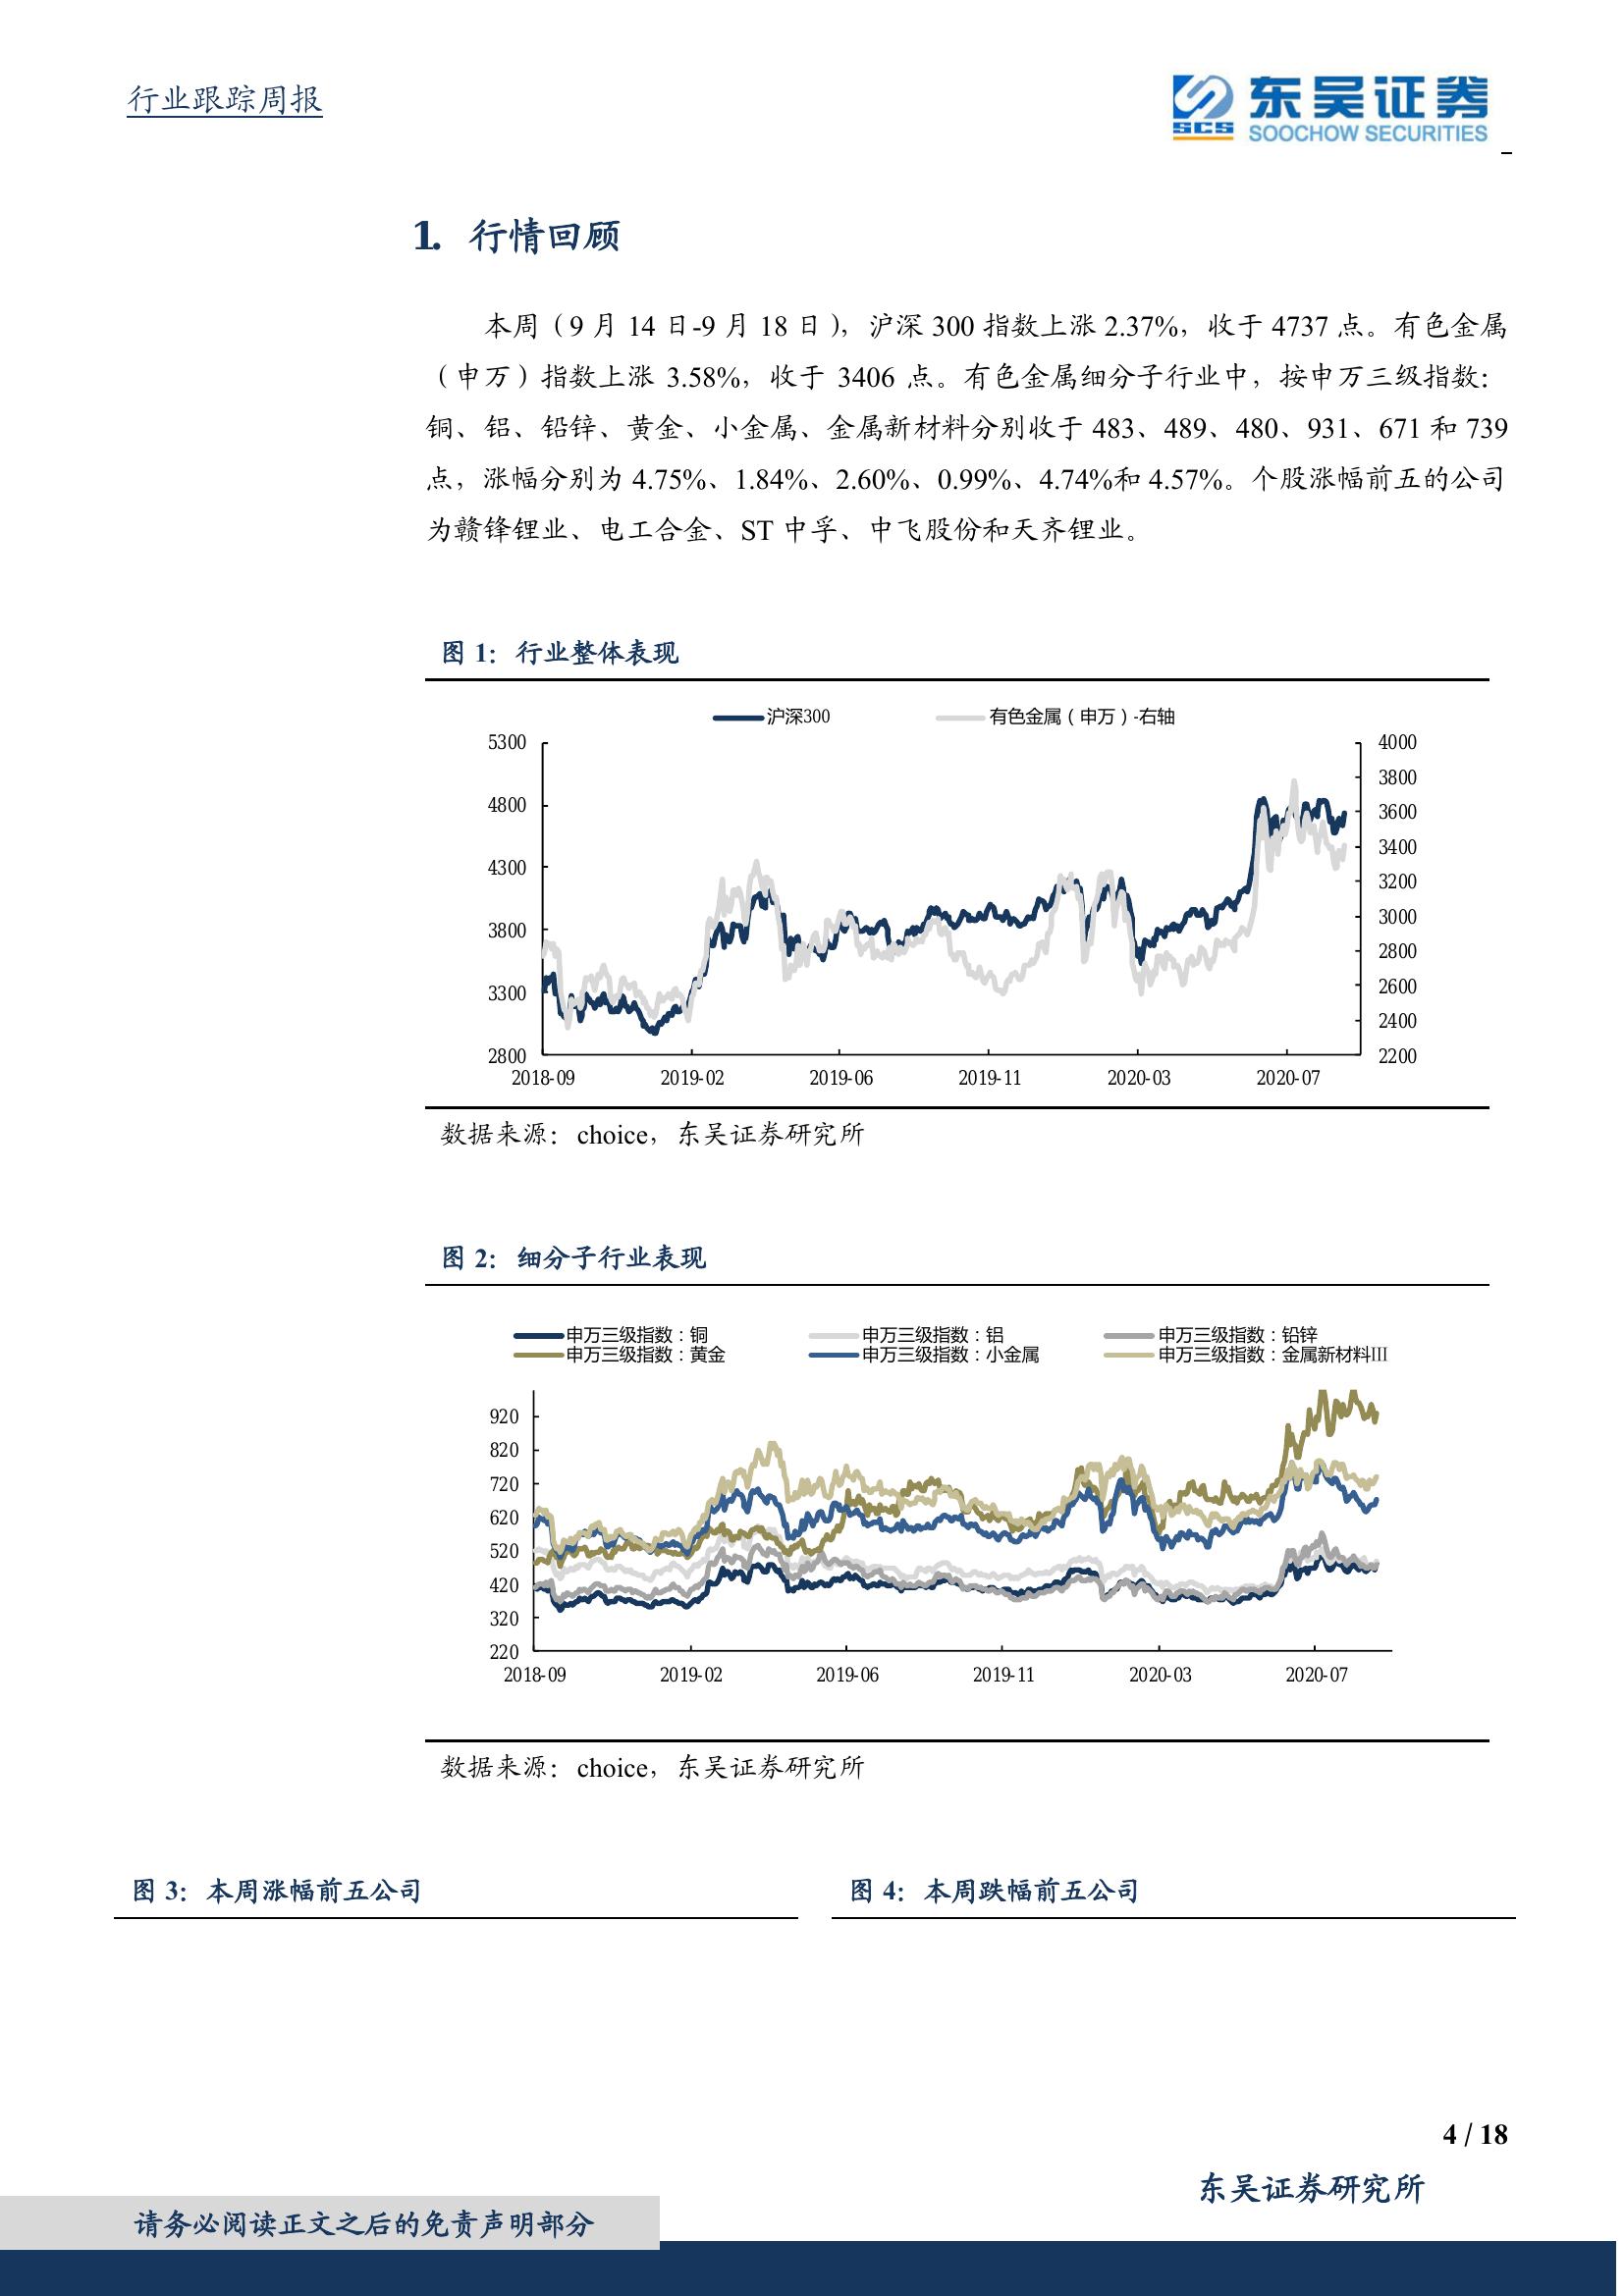 行业跟踪周报
东吴证券
SCS
SOOCHOW SECURITIES
1. 行情回顾
本周（9 月 14 日-9 月 18 日），沪深 300 指数上涨 2.37%，收于 4737 点。有色金属
（申万）指数上涨 3.58%，收于 3406 点。有色金属细分子行业中，按申万三级指数：
铜、铝、铅锌、黄金、小金属、金属新材料分别收于 483、489、480、931、671 和 739
点，涨幅分别为 4.75%、1.84%、2.60%、0.99%、4.74%和 4.57%。个股涨幅前五的公司
为赣锋锂业、电工合金、ST 中孚、中飞股份和天齐锂业。
图 1：行业整体表现
沪深300 有色金属（申万）-右轴
5300 4000
3800
4800 3600
3400
4300 3200
3000
3800 2800
3300 2600
2400
2800 2200
2018-09 2019-02 2019-06 2019-11 2020-03 2020-07
数据来源：choice，东吴证券研究所
图 2：细分子行业表现
申万三级指数：铜 申万三级指数：铝 申万三级指数：铅锌
申万三级指数：黄金 申万三级指数：小金属 申万三级指数：金属新材料III
920
820
720
620
520
420
320
220
2018-09 2019-02 2019-06 2019-11 2020-03 2020-07
数据来源：choice，东吴证券研究所
图 3：本周涨幅前五公司 图 4：本周跌幅前五公司
4 / 18
东吴证券研究所
请务必阅读正文之后的免责声明部分